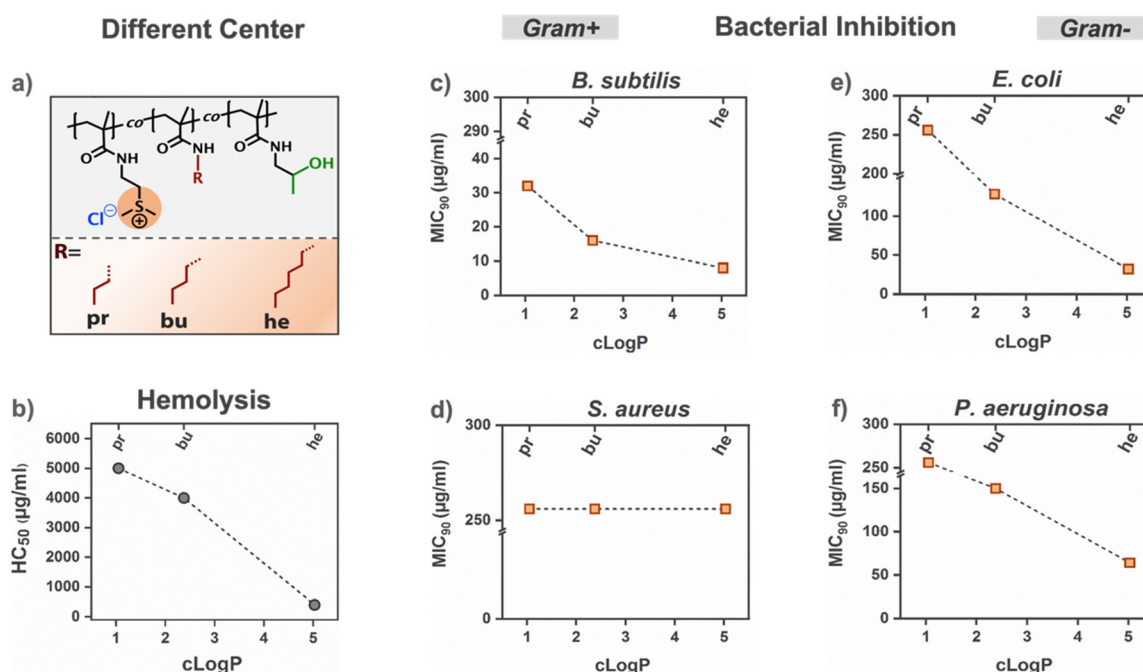 Different Center
Gram+
Bacterial Inhibition
Gram-
a)
co
co
O
NH
O
NH
O
NH
R
OH
S
⊕
Cl⊖
R=
pr
bu
he
b)
Hemolysis
HC50 (µg/ml)
6000
5000
4000
3000
2000
1000
0
pr
bu
he
1 2 3 4 5
cLogP
c)
B. subtilis
MIC90 (µg/ml)
300
290
40
30
20
10
0
pr
bu
he
1 2 3 4 5
cLogP
d)
S. aureus
MIC90 (µg/ml)
300
250
0
pr
bu
he
1 2 3 4 5
cLogP
e)
E. coli
MIC90 (µg/ml)
300
250
200
100
50
0
pr
bu
he
1 2 3 4 5
cLogP
f)
P. aeruginosa
MIC90 (µg/ml)
300
250
150
100
50
0
pr
bu
he
1 2 3 4 5
cLogP